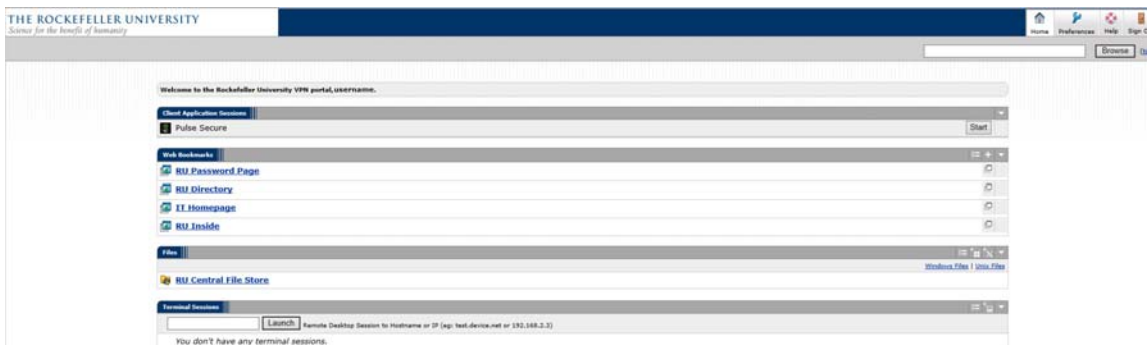 THE ROCKEFELLER UNIVERSITY
Science for the benefit of humanity
Home Preferences Help Sign O
Browse
Welcome to the Rockefeller University VPN portal,username.
Client Application Sessions
Pulse Secure Start
Web Bookmarks
RU Password Page
RU Directory
IT Homepage
RU Inside
Files
Windows Files | Unix Files
RU Central File Store
Terminal Sessions
Launch Remote Desktop Session to Hostname or IP (eg: test.device.net or 192.168.2.3)
You don't have any terminal sessions.